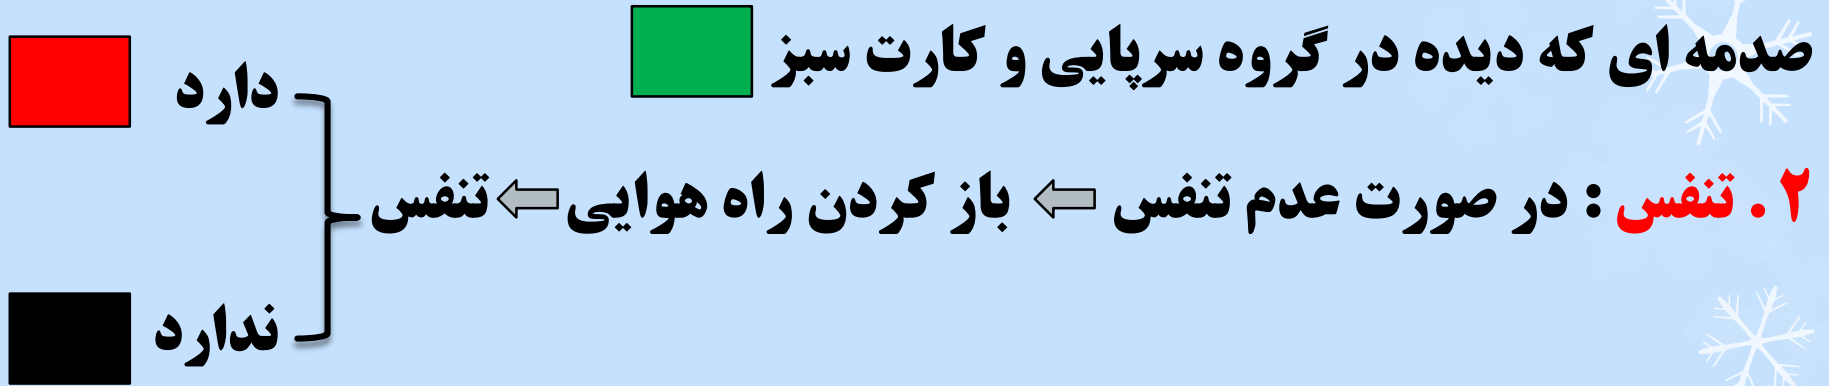 صدمه ای که دیده در گروه سرپایی و کارت سبز
دارد
۲ . تنفس : در صورت عدم تنفس ⇦ باز کردن راه هوایی ⇦ تنفس
ندارد